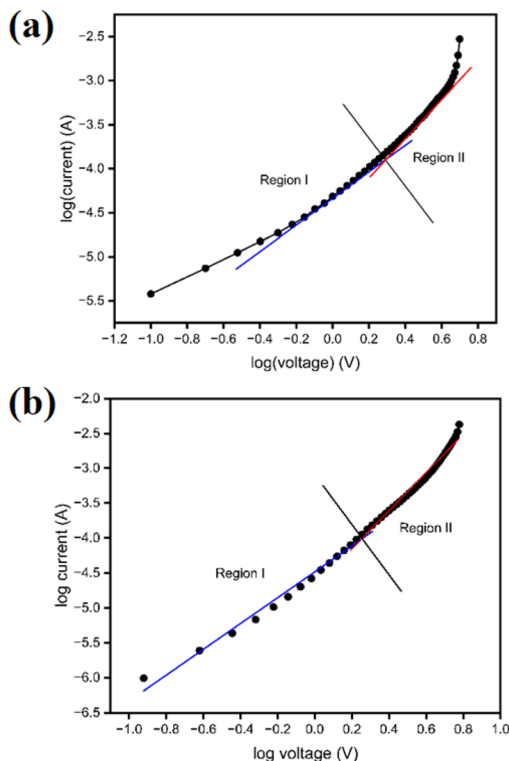 (a)
−2.5
−3.0
−3.5
−4.0
−4.5
−5.0
−5.5
log(current) (A)
Region I
Region II
−1.2 −1.0 −0.8 −0.6 −0.4 −0.2 0.0 0.2 0.4 0.6 0.8
log(voltage) (V)
(b)
−2.0
−2.5
−3.0
−3.5
−4.0
−4.5
−5.0
−5.5
−6.0
−6.5
log current (A)
Region II
Region I
−1.0 −0.8 −0.6 −0.4 −0.2 0.0 0.2 0.4 0.6 0.8 1.0
log voltage (V)